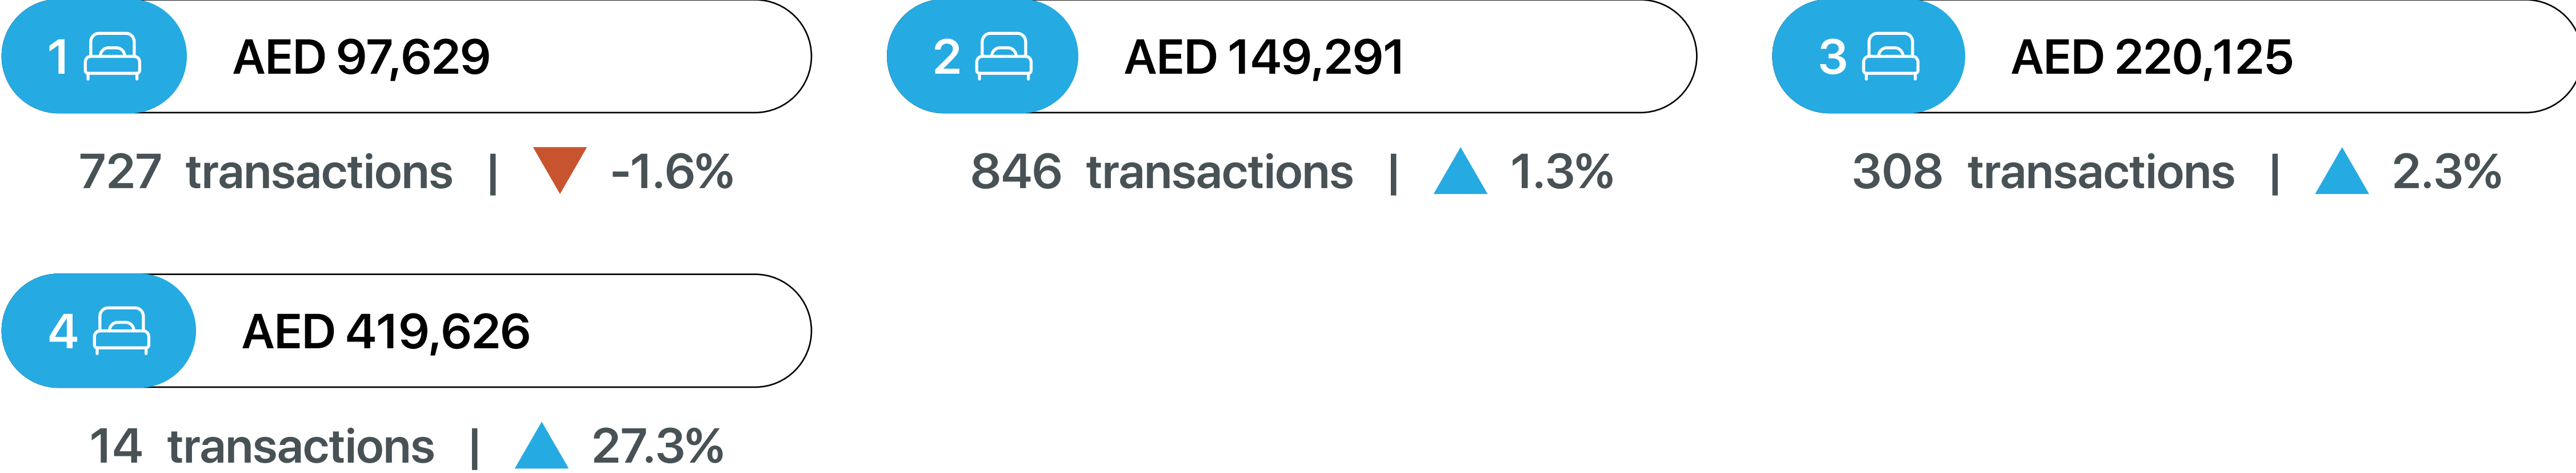 1 AED 97,629
727 transactions | -1.6%
2 AED 149,291
846 transactions | 1.3%
3 AED 220,125
308 transactions | 2.3%
4 AED 419,626
14 transactions | 27.3%